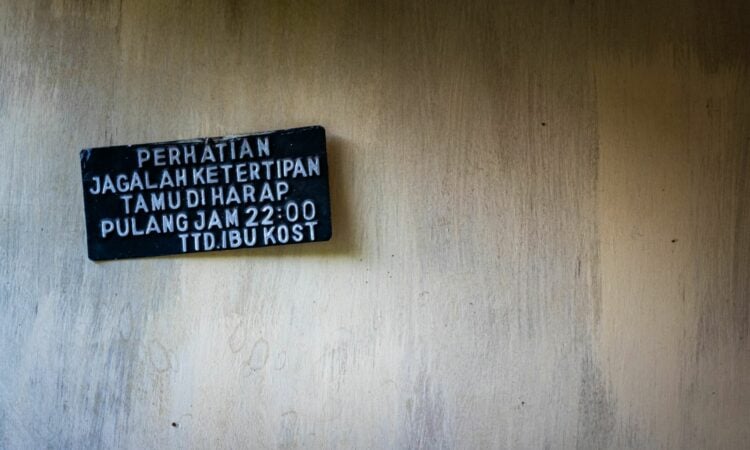 PERHATIAN
JAGALAH KETERTIPAN
TAMU DI HARAP
PULANG JAM 22:00
TTD.IBU KOST